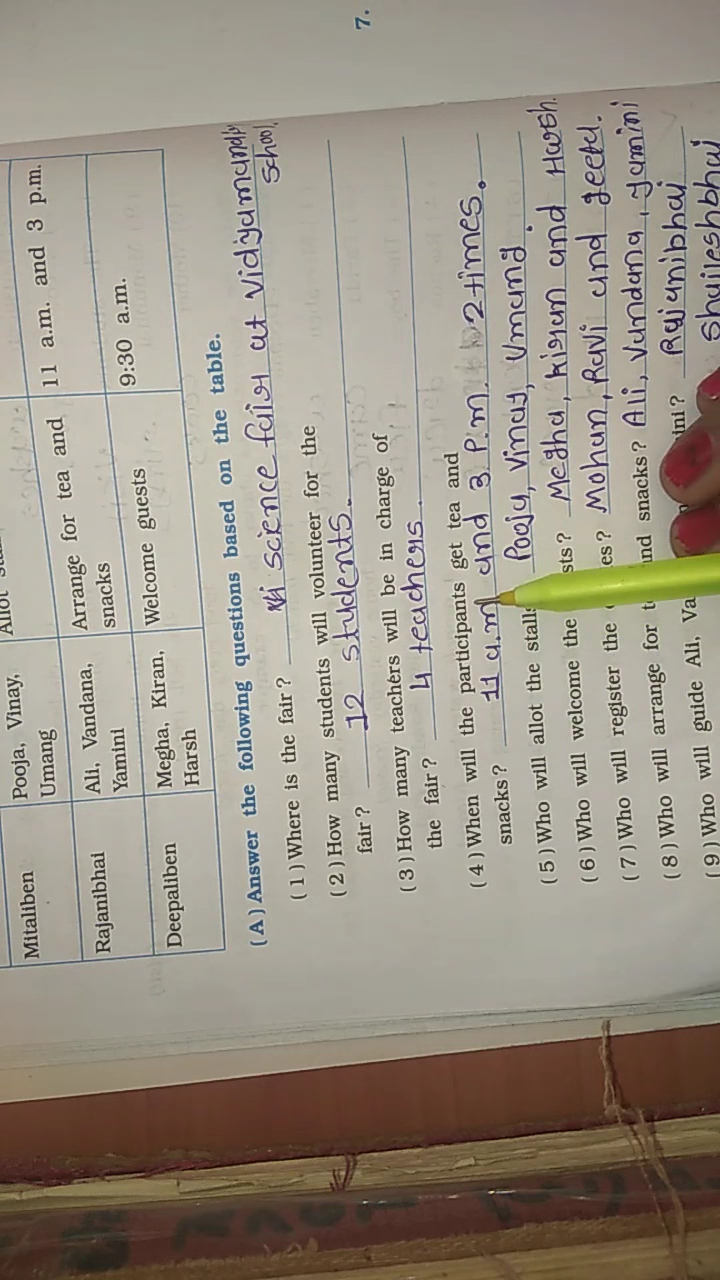 Mitaliben
Pooja, Vinay,
Umang
Allot
11 a.m. and 3 p.m.
Rajanibhai
Ali, Vandana,
Yamini
Arrange for tea and
snacks
9:30 a.m.
Deepaliben
Megha, Kiran,
Harsh
Welcome guests
(A) Answer the following questions based on the table.
(1) Where is the fair? science fair at vidyamandir
school.
(2) How many students will volunteer for the
fair? 12 students.
(3) How many teachers will be in charge of
the fair? 4 teachers.
(4) When will the participants get tea and
snacks? 11 a.m and 3 P.m. 2 times.
(5) Who will allot the stalls Pooja, Vinay, Umang.
(6) Who will welcome the sts? Megha, Kiran and Harsh.
(7) Who will register the es? Mohan, Ravi and Jeetel.
(8) Who will arrange for t nd snacks? Ali, Vandana, yamini
(9) Who will guide Ali, Va ini? Rajanibhai
Shaileshbhai
7.